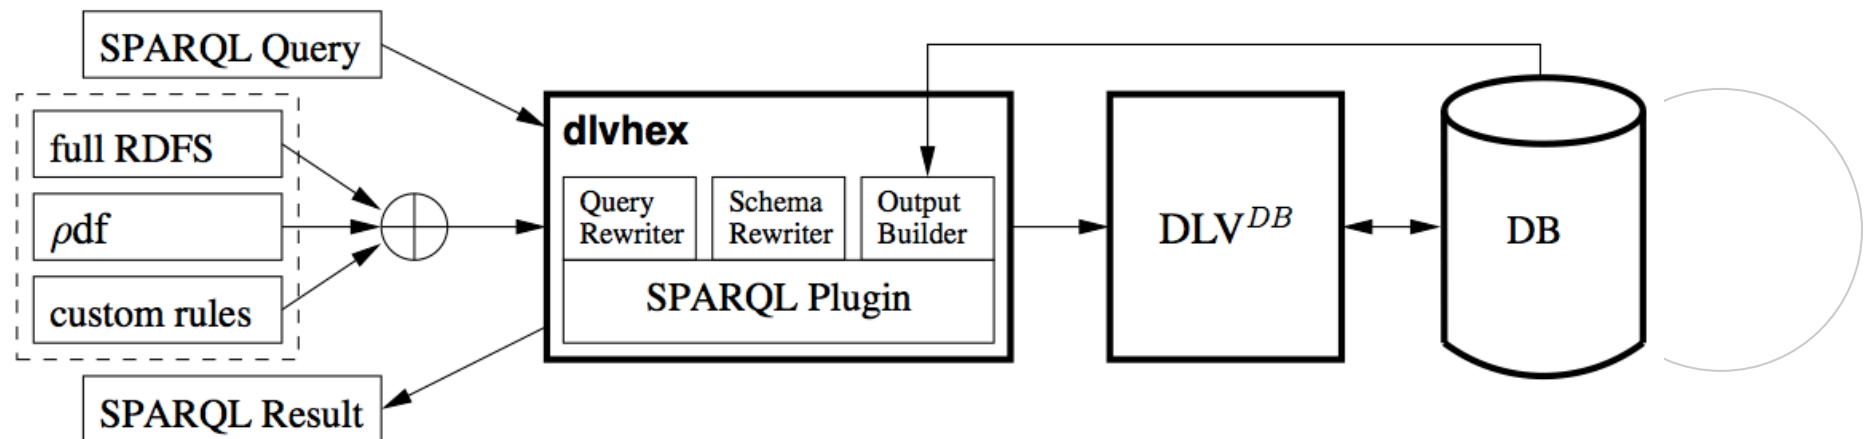 SPARQL Query
full RDFS
ρdf
custom rules
SPARQL Result
dlvhex
Query
Rewriter
Schema
Rewriter
Output
Builder
SPARQL Plugin
DLV^DB
DB